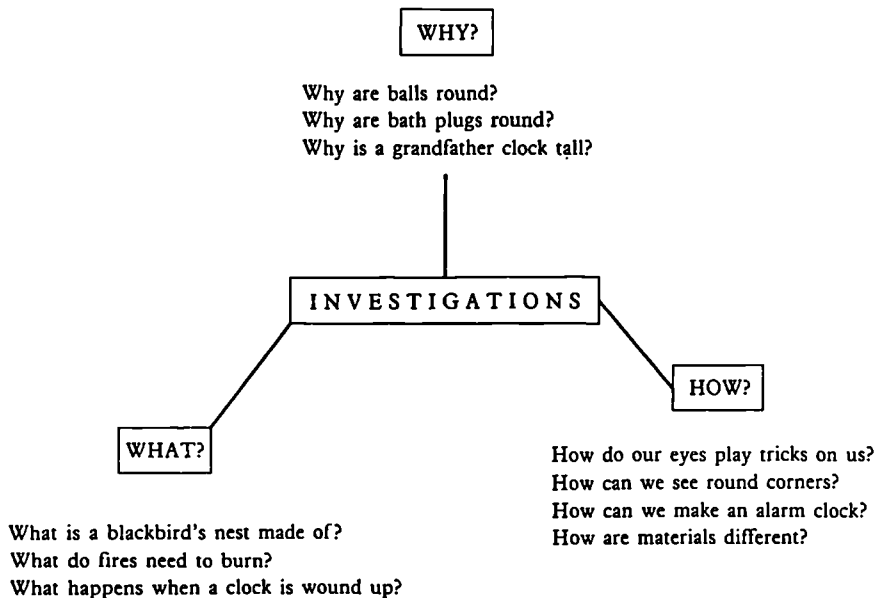 WHY?
Why are balls round?
Why are bath plugs round?
Why is a grandfather clock tall?
INVESTIGATIONS
HOW?
How do our eyes play tricks on us?
How can we see round corners?
How can we make an alarm clock?
How are materials different?
WHAT?
What is a blackbird's nest made of?
What do fires need to burn?
What happens when a clock is wound up?